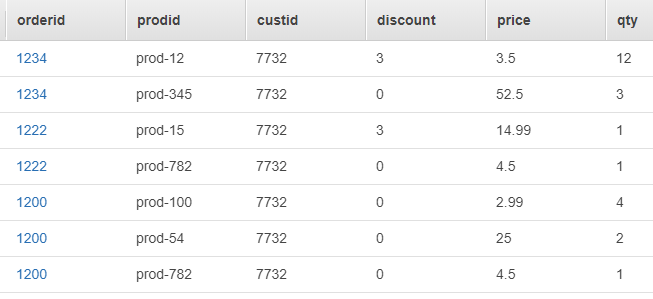 orderid prodid custid discount price qty
1234 prod-12 7732 3 3.5 12
1234 prod-345 7732 0 52.5 3
1222 prod-15 7732 3 14.99 1
1222 prod-782 7732 0 4.5 1
1200 prod-100 7732 0 2.99 4
1200 prod-54 7732 0 25 2
1200 prod-782 7732 0 4.5 1